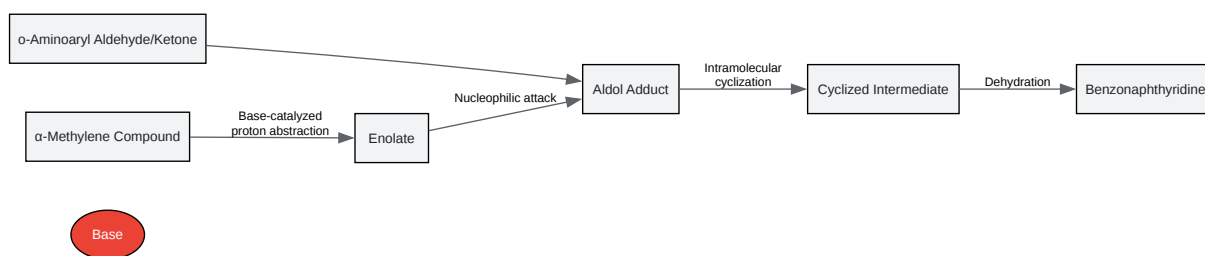 o-Aminoaryl Aldehyde/Ketone
α-Methylene Compound
Base-catalyzed
proton abstraction
Enolate
Nucleophilic attack
Aldol Adduct
Intramolecular
cyclization
Cyclized Intermediate
Dehydration
Benzonaphthyridine
Base